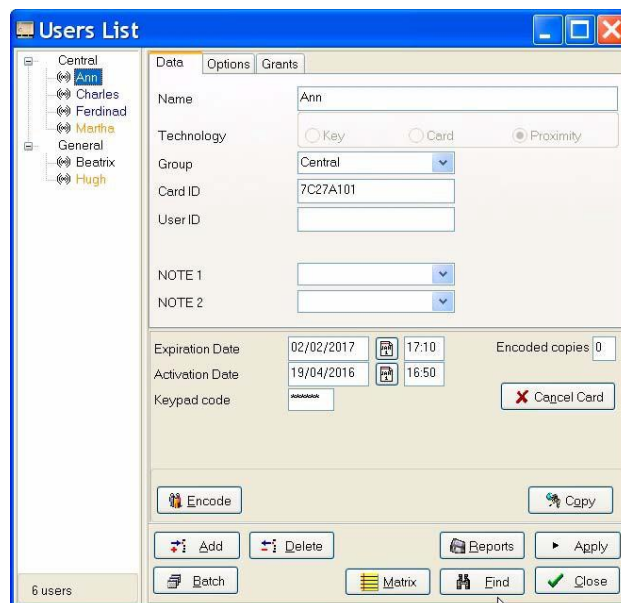 Users List
Central
Ann
Charles
Ferdinad
Martha
General
Beatrix
Hugh
6 users
Data Options Grants
Name Ann
Technology Key Card Proximity
Group Central
Card ID 7C27A101
User ID
NOTE 1
NOTE 2
Expiration Date 02/02/2017 17:10 Encoded copies 0
Activation Date 19/04/2016 16:50
Keypad code ******
Cancel Card
Encode Copy
Add Delete Reports Apply
Batch Matrix Find Close